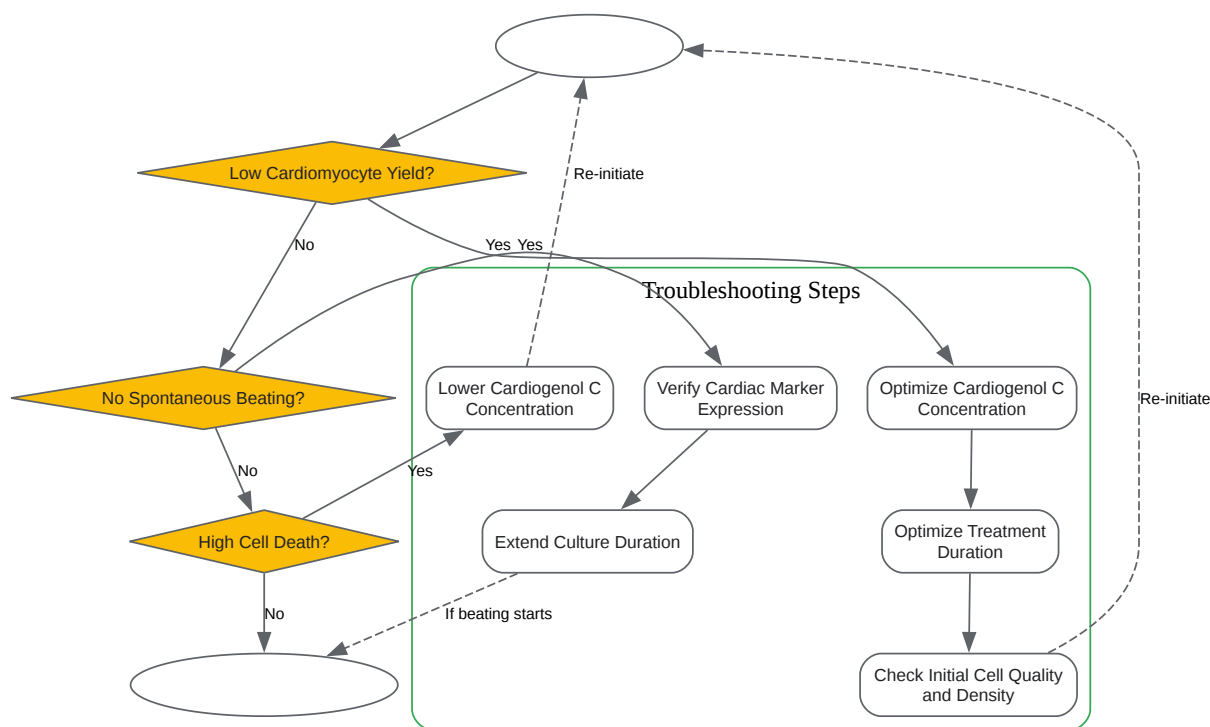 Low Cardiomyocyte Yield?
Re-initiate
No
Yes
Yes
Troubleshooting Steps
No Spontaneous Beating?
Lower Cardiogenol C
Concentration
Verify Cardiac Marker
Expression
Optimize Cardiogenol C
Concentration
Re-initiate
No
Yes
High Cell Death?
Extend Culture Duration
Optimize Treatment
Duration
No
If beating starts
Check Initial Cell Quality
and Density